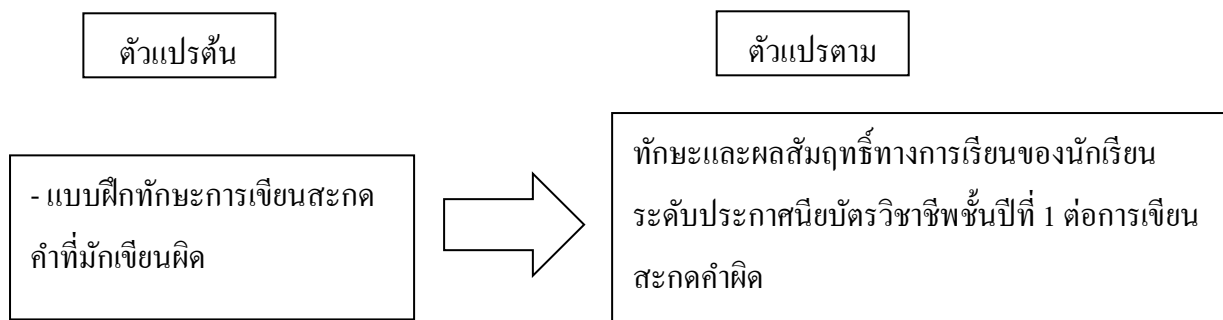 ตัวแปรต้น
ตัวแปรตาม
- แบบฝึกทักษะการเขียนสะกด
คำที่มักเขียนผิด
ทักษะและผลสัมฤทธิ์ทางการเรียนของนักเรียน
ระดับประกาศนียบัตรวิชาชีพชั้นปีที่ 1 ต่อการเขียน
สะกดคำผิด